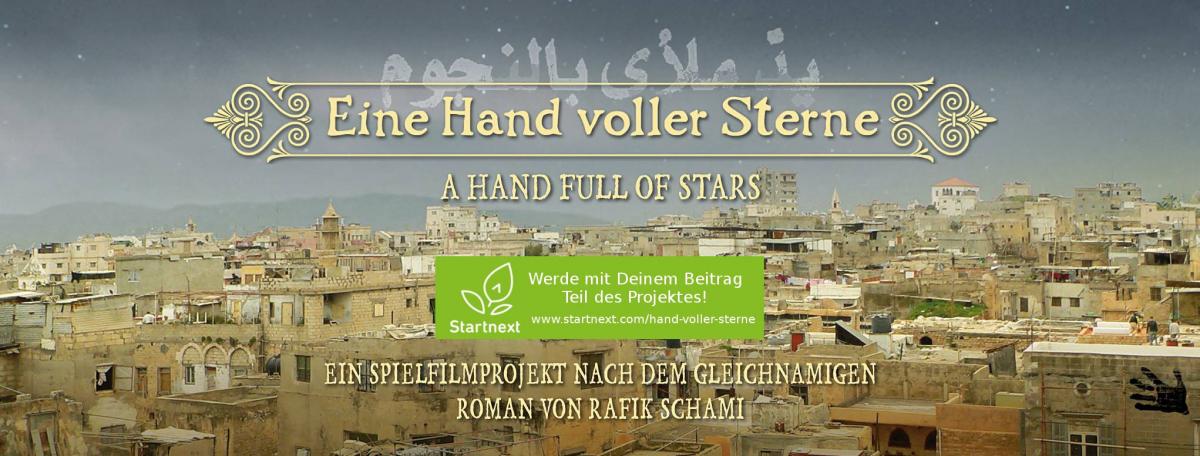 يد ملأى بالنجوم
Eine Hand voller Sterne
A HAND FULL OF STARS
Werde mit Deinem Beitrag
Teil des Projektes!
Startnext
www.startnext.com/hand-voller-sterne
EIN SPIELFILMPROJEKT NACH DEM GLEICHNAMIGEN
ROMAN VON RAFIK SCHAMI